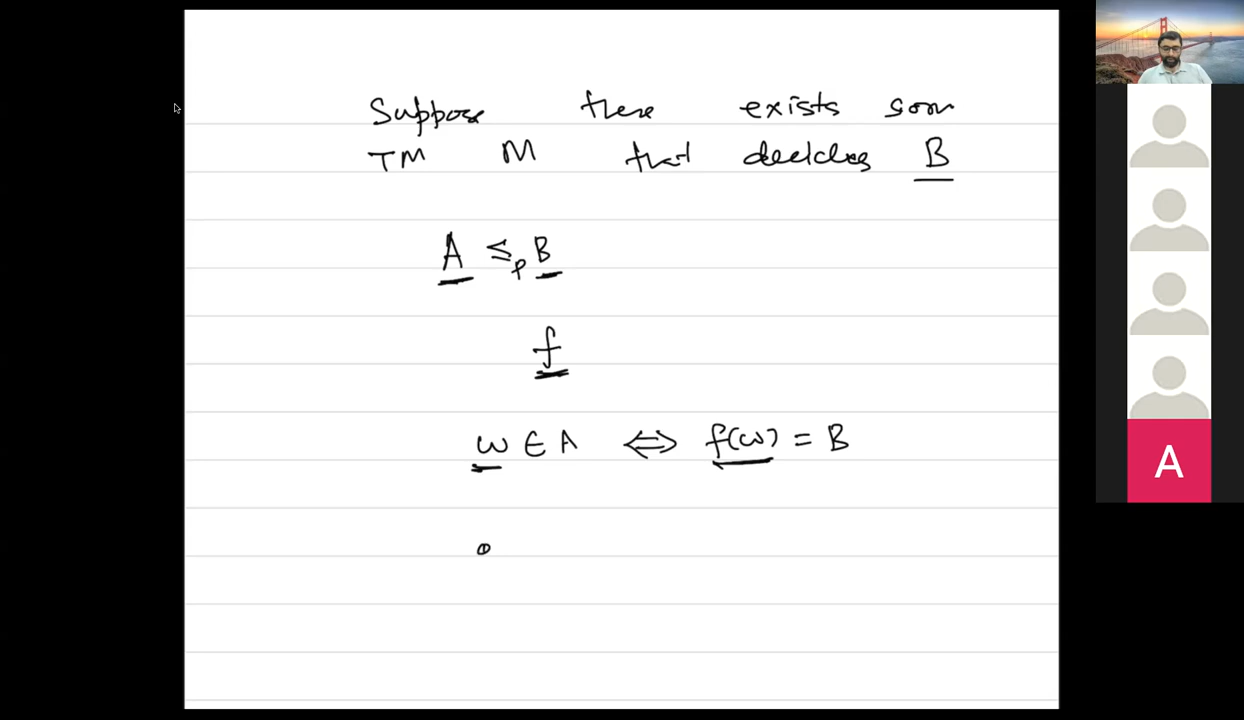 Suppose there exists some
TM M that decides B
A ≤p B
f
w ∈ A ⇔ f(w) = B
A